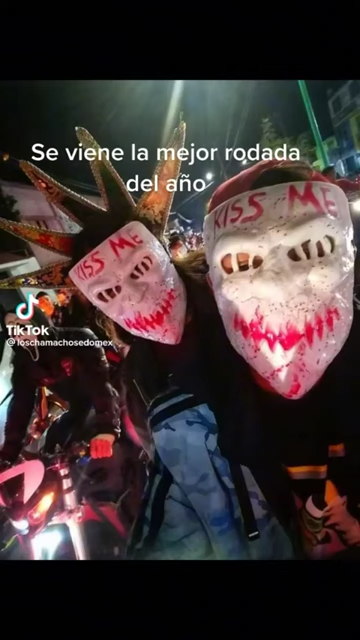 Se viene la mejor rodada
del año
KISS ME
KISS ME
TikTok
@loschamachosedomex